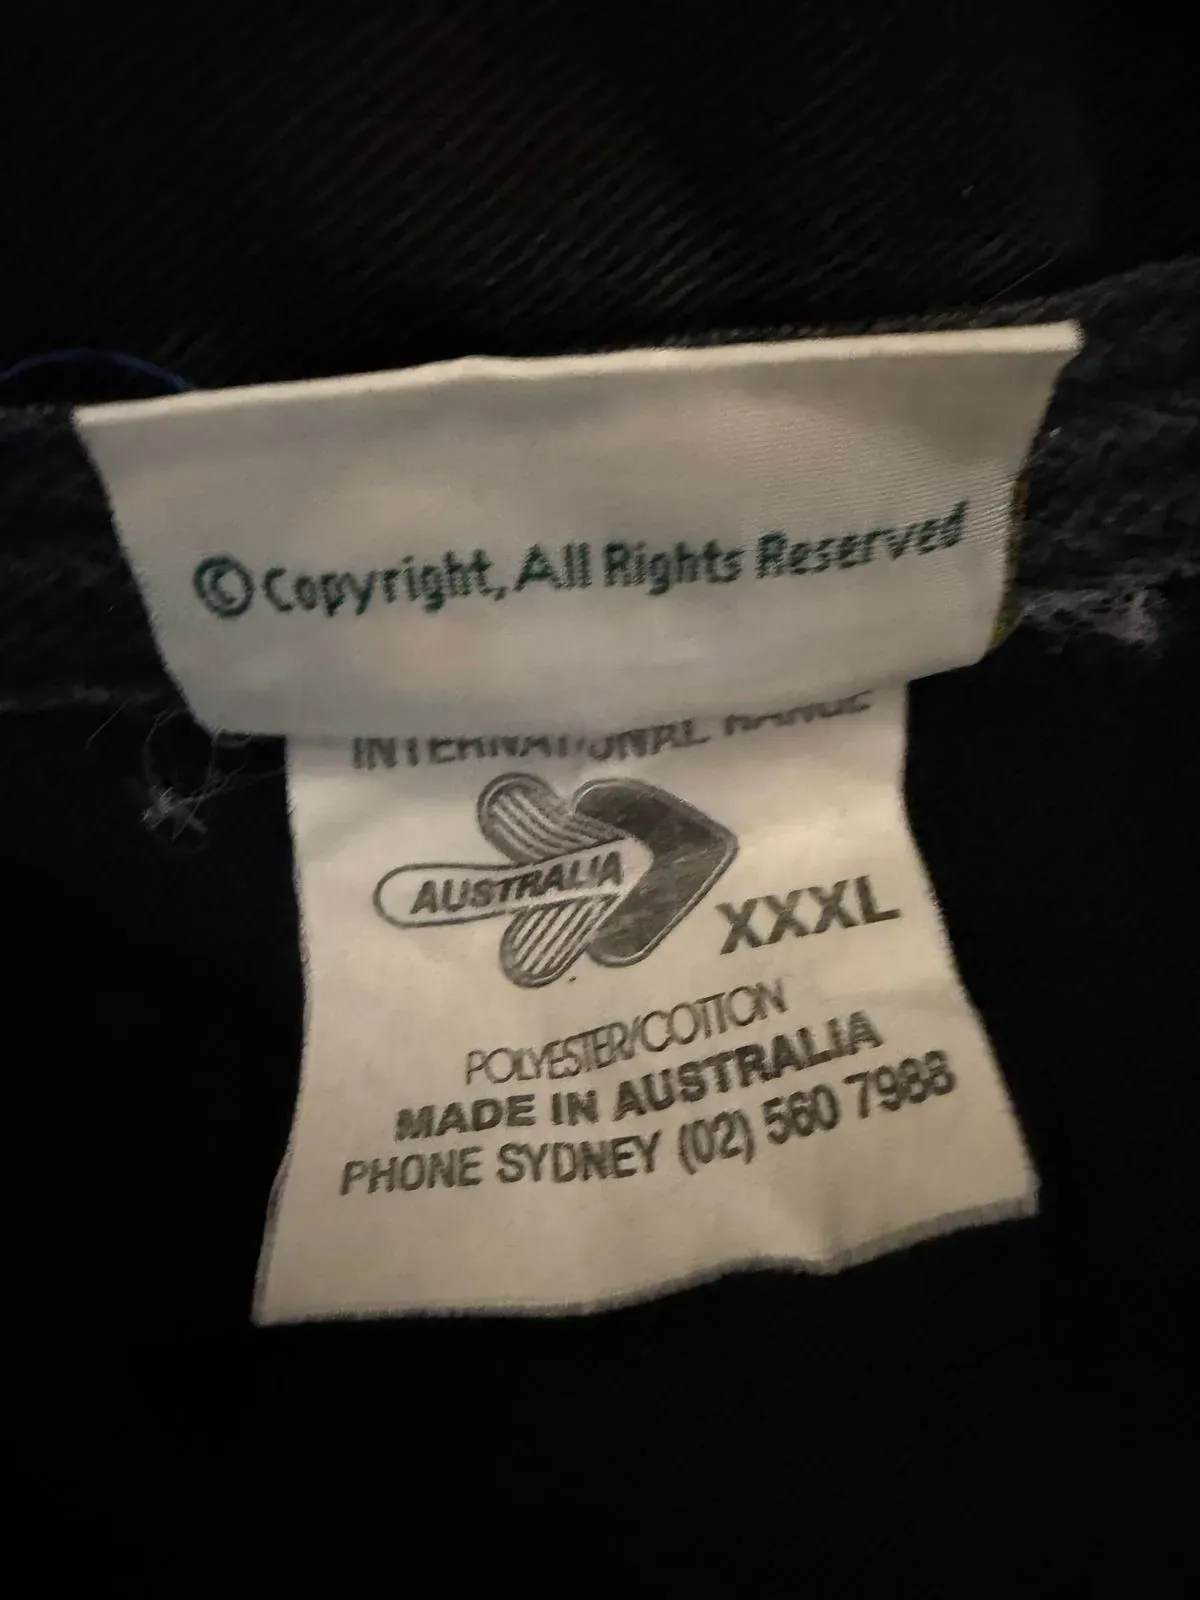 © Copyright, All Rights Reserved
INTERNATIONAL RANGE
AUSTRALIA
XXXL
POLYESTER/COTTON
MADE IN AUSTRALIA
PHONE SYDNEY (02) 560 7988